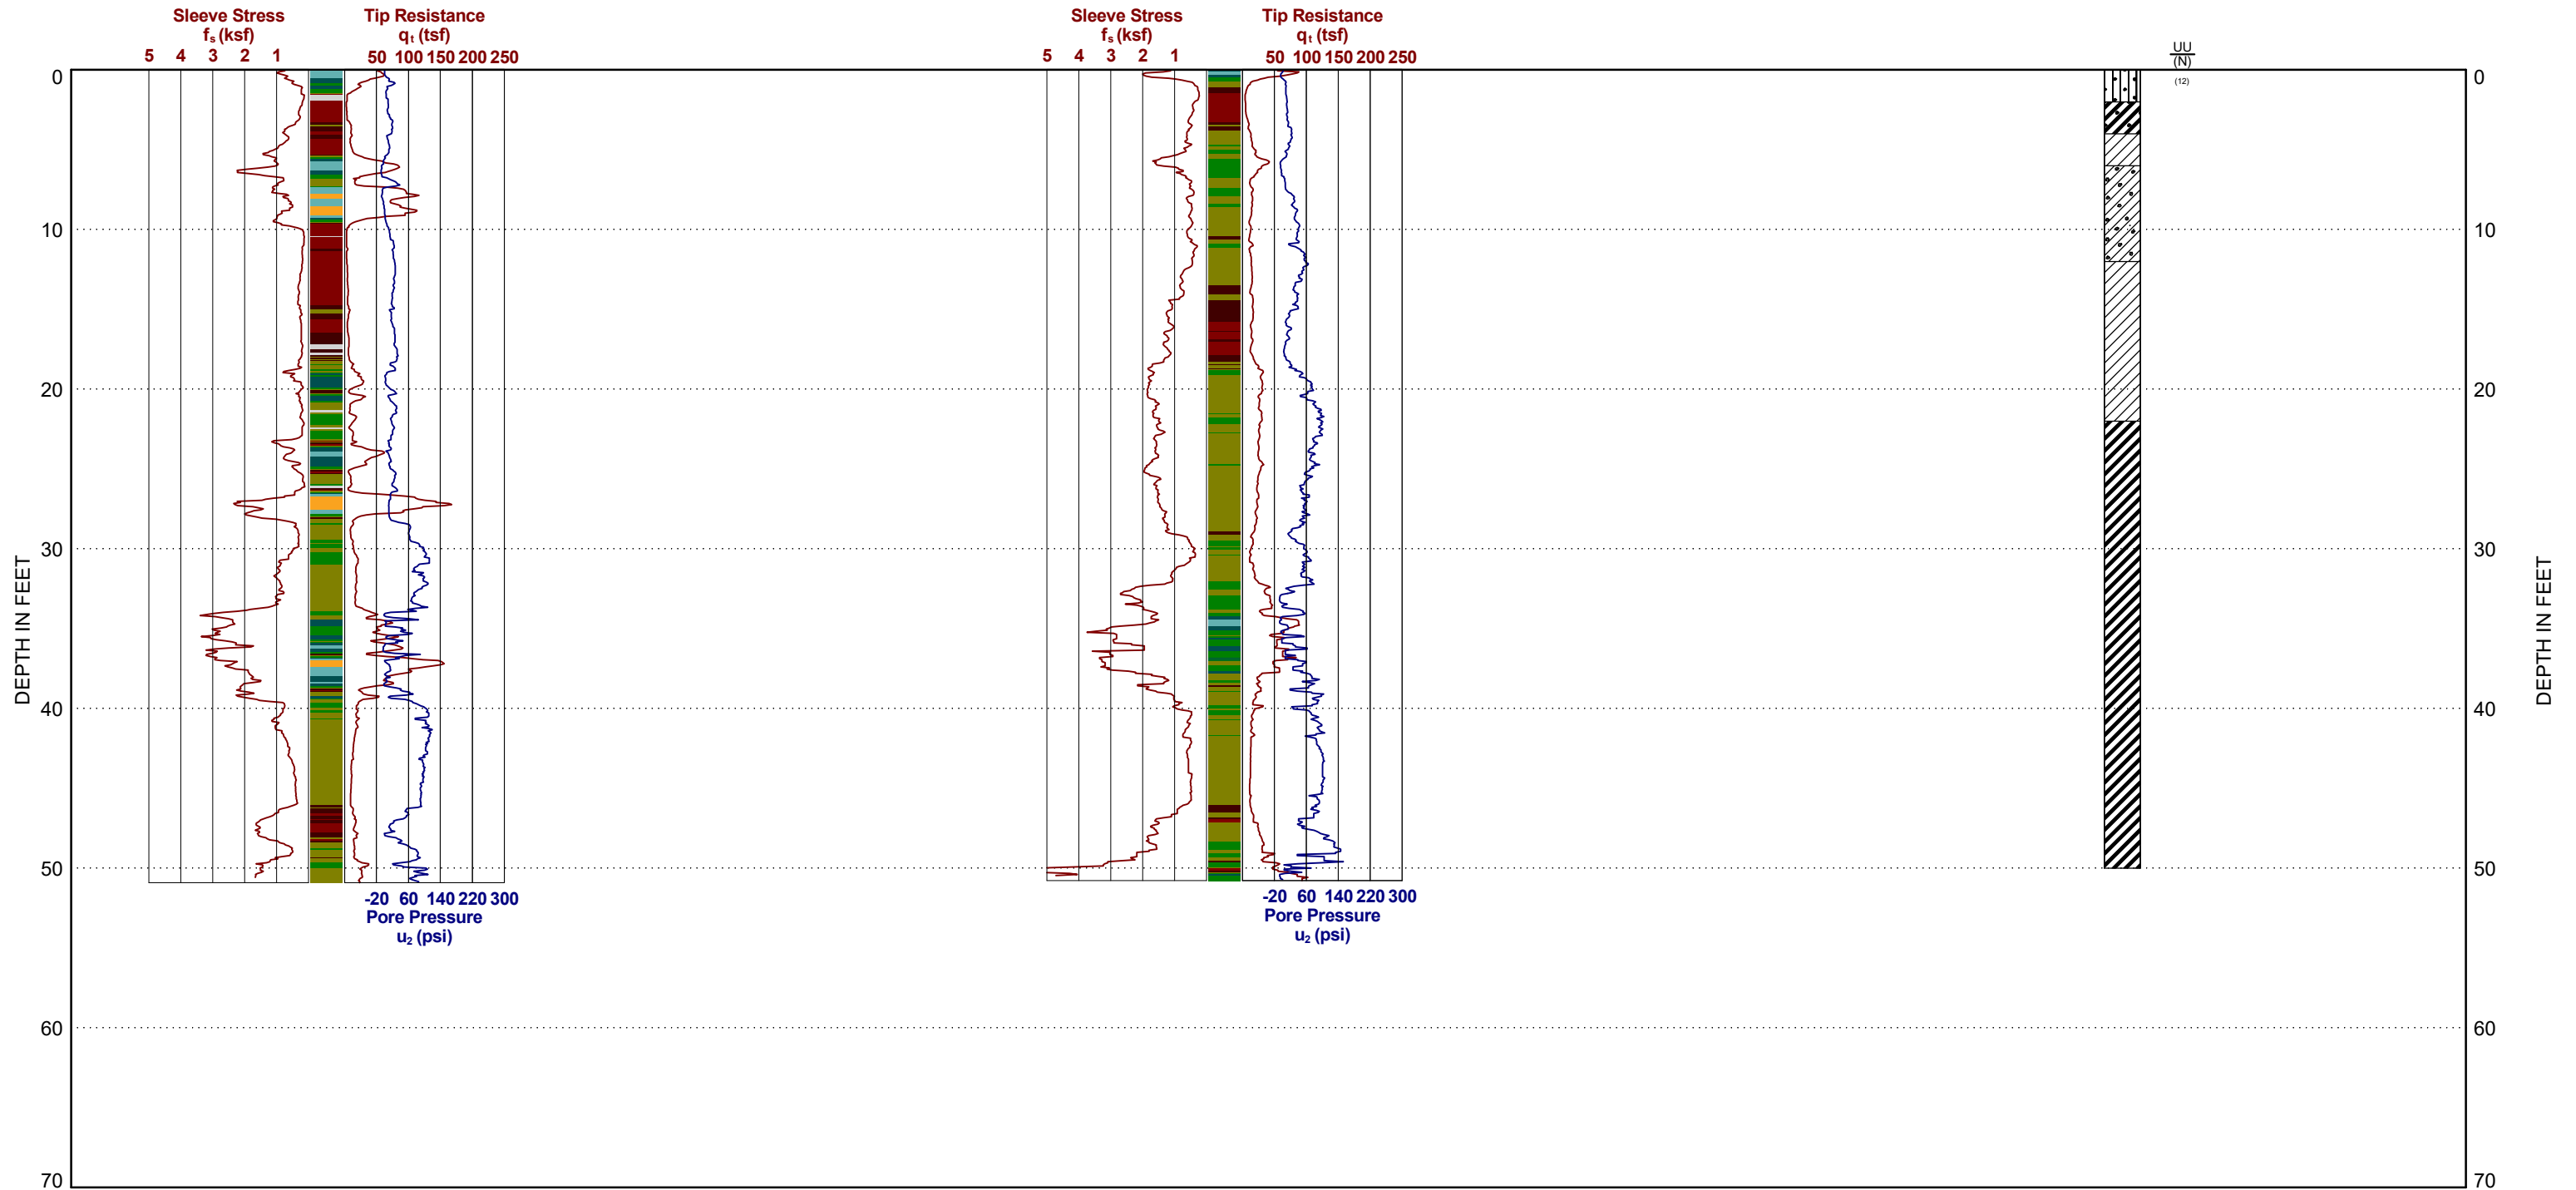 Sleeve Stress Tip Resistance Sleeve Stress Tip Resistance
fₛ (ksf) qₜ (tsf) fₛ (ksf) qₜ (tsf)
5 4 3 2 1 50 100 150 200 250 5 4 3 2 1 50 100 150 200 250
UU
(N)
(12)
0 0
10 10
20 20
30 30
DEPTH IN FEET DEPTH IN FEET
40 40
50 50
-20 60 140 220 300 -20 60 140 220 300
Pore Pressure Pore Pressure
u₂ (psi) u₂ (psi)
60 60
70 70